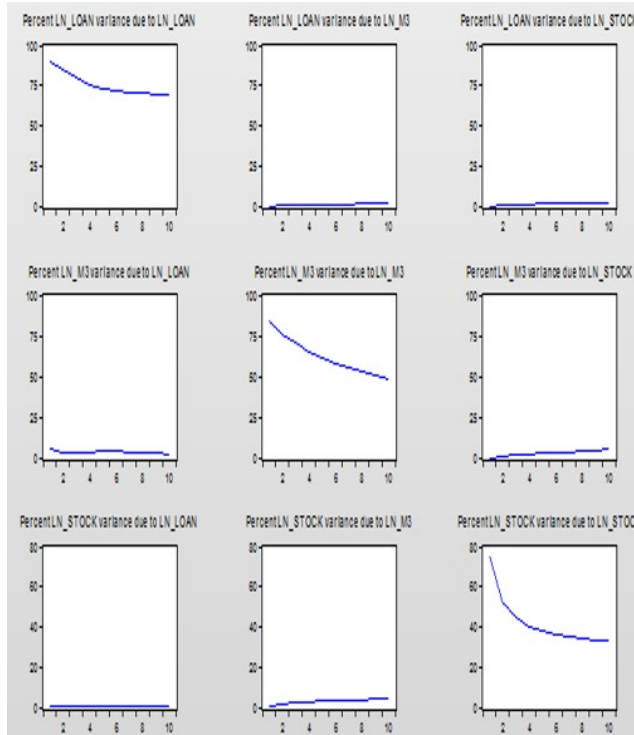 Percent LN_LOAN variance due to LN_LOAN
Percent LN_LOAN variance due to LN_M3
Percent LN_LOAN variance due to LN_STOCK
100
75
50
25
0
2 4 6 8 10
100
75
50
25
0
2 4 6 8 10
100
75
50
25
0
2 4 6 8 10
Percent LN_M3 variance due to LN_LOAN
Percent LN_M3 variance due to LN_M3
Percent LN_M3 variance due to LN_STOCK
100
75
50
25
0
2 4 6 8 10
100
75
50
25
0
2 4 6 8 10
100
75
50
25
0
2 4 6 8 10
Percent LN_STOCK variance due to LN_LOAN
Percent LN_STOCK variance due to LN_M3
Percent LN_STOCK variance due to LN_STOC
80
60
40
20
0
2 4 6 8 10
80
60
40
20
0
2 4 6 8 10
80
60
40
20
0
2 4 6 8 10